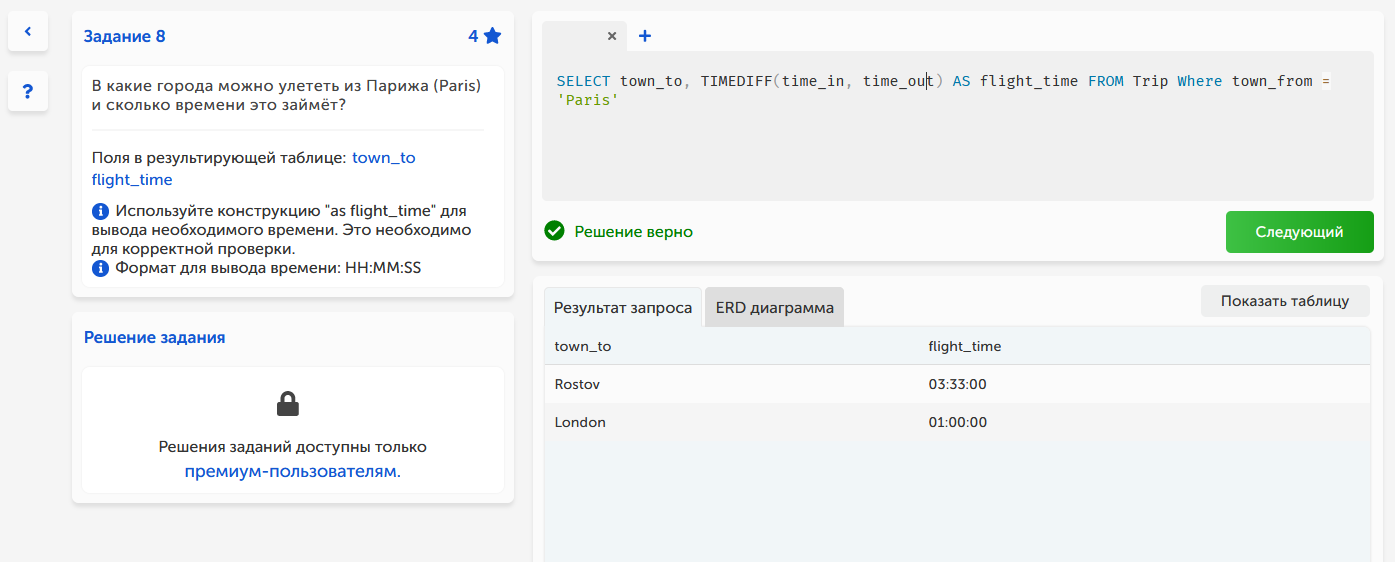 Задание 8
4
В какие города можно улететь из Парижа (Paris)
и сколько времени это займёт?
Поля в результирующей таблице: town_to
flight_time
Используйте конструкцию "as flight_time" для
вывода необходимого времени. Это необходимо
для корректной проверки.
Формат для вывода времени: HH:MM:SS
Решение задания
Решения заданий доступны только
премиум-пользователям.
SELECT town_to, TIMEDIFF(time_in, time_out) AS flight_time FROM Trip Where town_from =
'Paris'
Решение верно
Следующий
Результат запроса
ERD диаграмма
Показать таблицу
town_to flight_time
Rostov 03:33:00
London 01:00:00